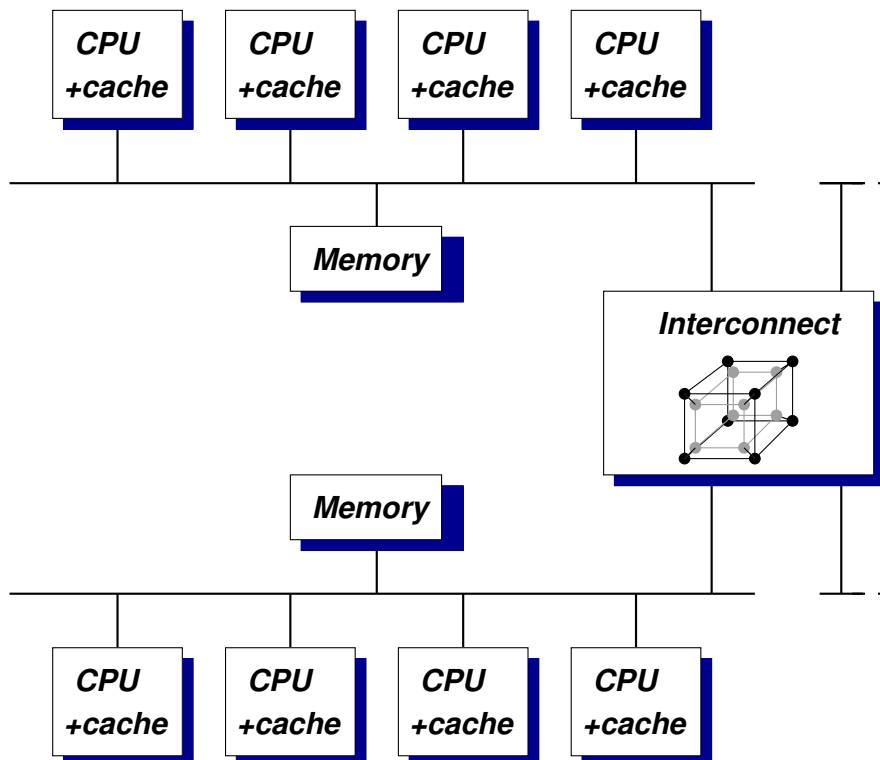 CPU
+cache
CPU
+cache
CPU
+cache
CPU
+cache
Memory
Interconnect
Memory
CPU
+cache
CPU
+cache
CPU
+cache
CPU
+cache